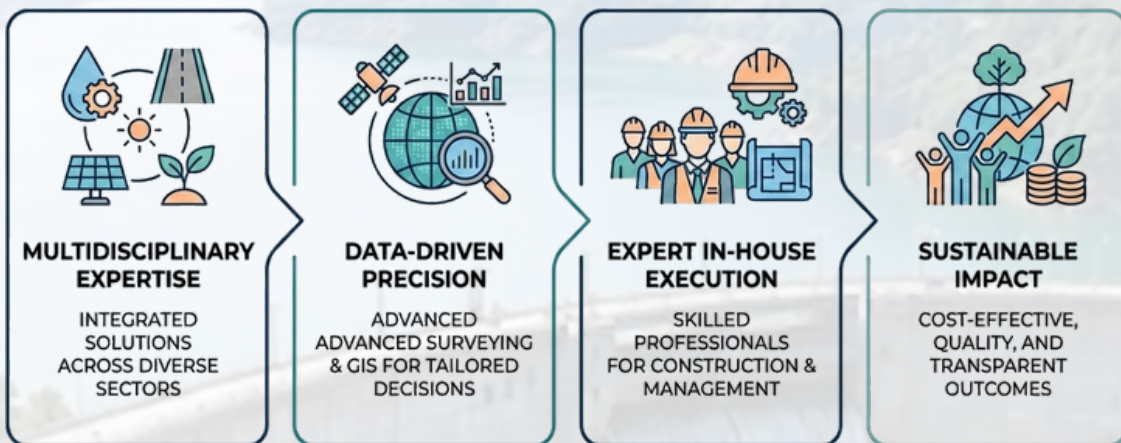 MULTIDISCIPLINARY
EXPERTISE
INTEGRATED
SOLUTIONS
ACROSS DIVERSE
SECTORS
DATA-DRIVEN
PRECISION
ADVANCED
ADVANCED SURVEYING
& GIS FOR TAILORED
DECISIONS
EXPERT IN-HOUSE
EXECUTION
SKILLED
PROFESSIONALS
FOR CONSTRUCTION &
MANAGEMENT
SUSTAINABLE
IMPACT
COST-EFFECTIVE,
QUALITY, AND
TRANSPARENT
OUTCOMES